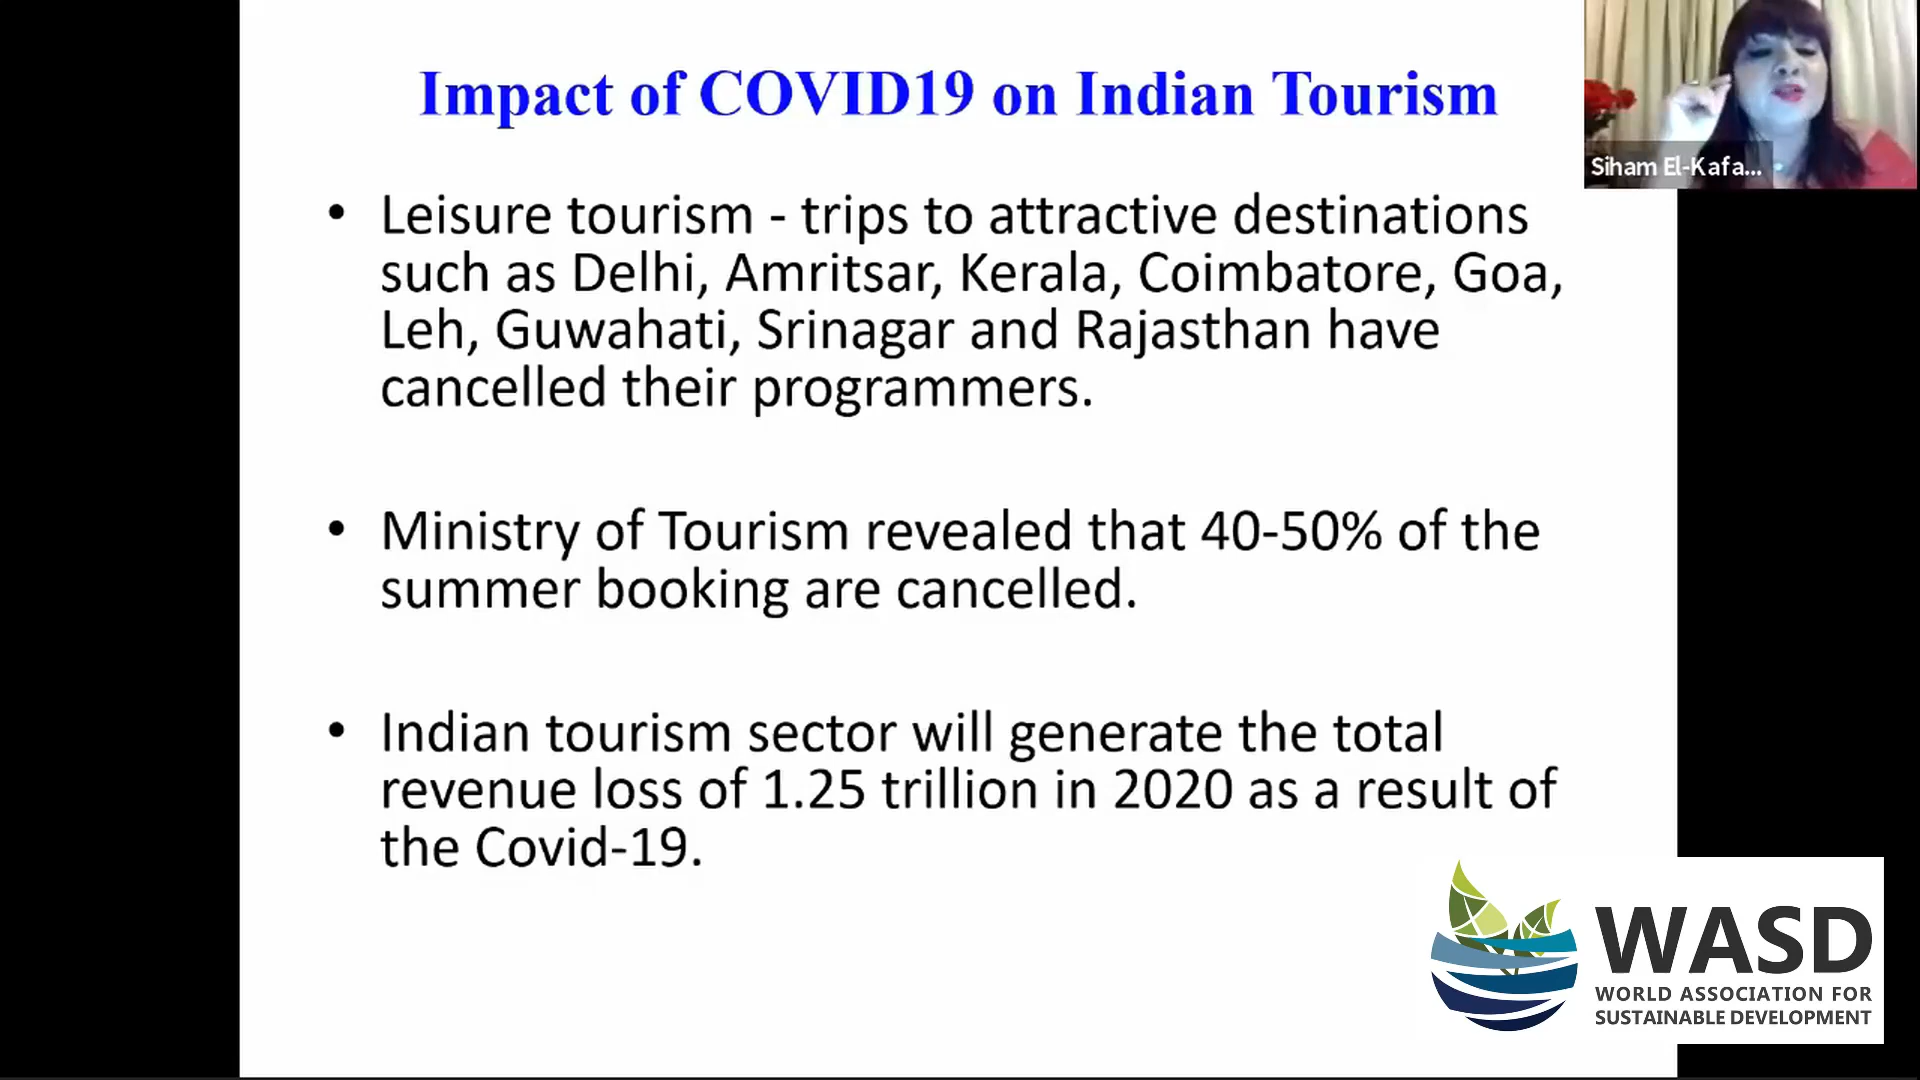 Impact of COVID19 on Indian Tourism
Siham El-Kafa...
• Leisure tourism - trips to attractive destinations
such as Delhi, Amritsar, Kerala, Coimbatore, Goa,
Leh, Guwahati, Srinagar and Rajasthan have
cancelled their programmers.
• Ministry of Tourism revealed that 40-50% of the
summer booking are cancelled.
• Indian tourism sector will generate the total
revenue loss of 1.25 trillion in 2020 as a result of
the Covid-19.
WASD
WORLD ASSOCIATION FOR
SUSTAINABLE DEVELOPMENT